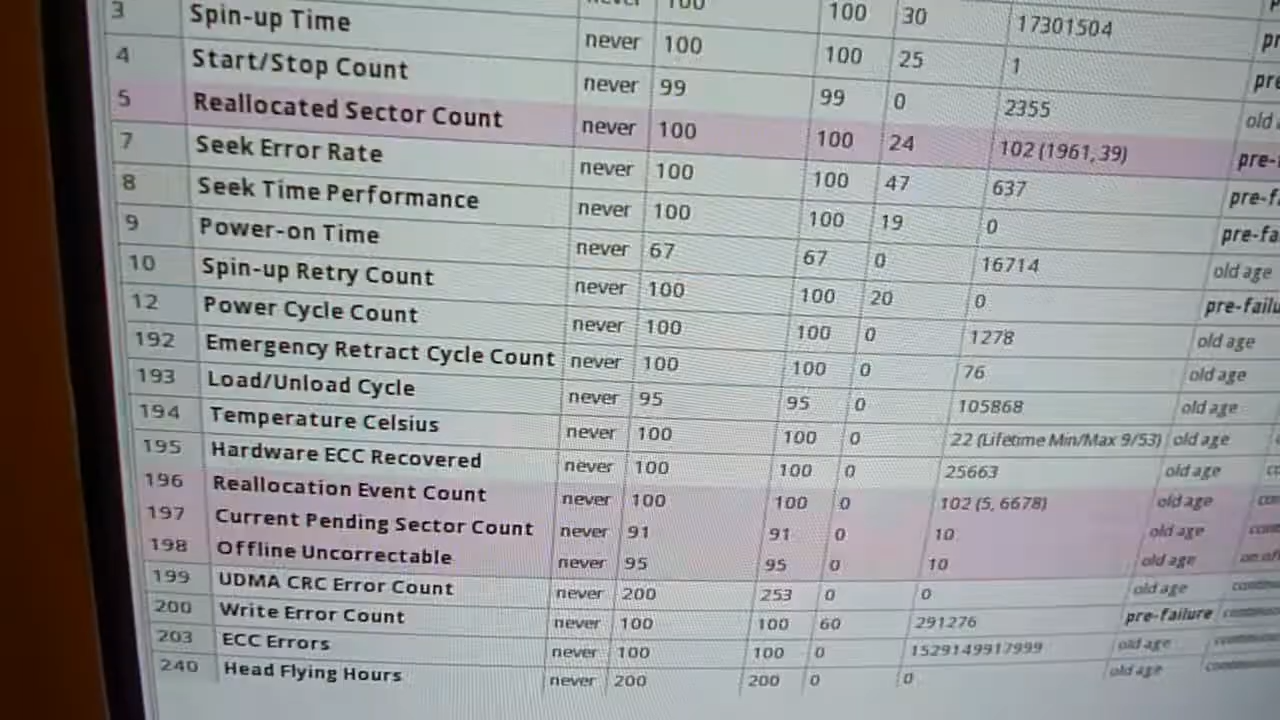 100 30 17301504
3 Spin-up Time never 100 100 25 1
4 Start/Stop Count never 99 99 0 2355 old
5 Reallocated Sector Count never 100 100 24 102 (1961, 39) pre-
7 Seek Error Rate never 100 100 47 637 pre-f
8 Seek Time Performance never 100 100 19 0 pre-fa
9 Power-on Time never 67 67 0 16714 old age
10 Spin-up Retry Count never 100 100 20 0 pre-failu
12 Power Cycle Count never 100 100 0 1278 old age
192 Emergency Retract Cycle Count never 100 100 0 76 old age
193 Load/Unload Cycle never 95 95 0 105868 old age
194 Temperature Celsius never 100 100 0 22 (Lifetime Min/Max 9/53) old age
195 Hardware ECC Recovered never 100 100 0 25663 old age
196 Reallocation Event Count never 100 100 0 102 (5, 6678) old age
197 Current Pending Sector Count never 91 91 0 10 old age
198 Offline Uncorrectable never 95 95 0 10 old age
199 UDMA CRC Error Count never 200 253 0 0 old age
200 Write Error Count never 100 100 60 291276 pre-failure
203 ECC Errors never 100 100 0 1529149917999 old age
240 Head Flying Hours never 200 200 0 0 old age